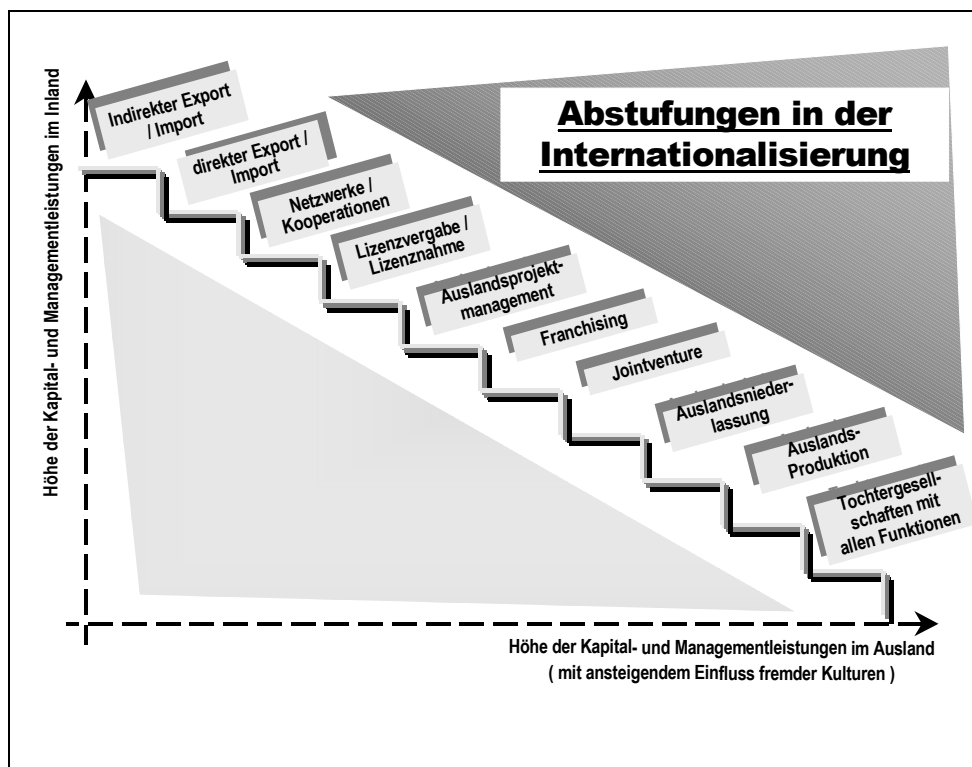 Abstufungen in der
Internationalisierung
Höhe der Kapital- und Managementleistungen im Inland
Indirekter Export
/ Import
direkter Export /
Import
Netzwerke /
Kooperationen
Lizenzvergabe /
Lizenznahme
Auslandsprojekt-
management
Franchising
Jointventure
Auslandsnieder-
lassung
Auslands-
Produktion
Tochtergesell-
schaften mit
allen Funktionen
Höhe der Kapital- und Managementleistungen im Ausland
( mit ansteigendem Einfluss fremder Kulturen )